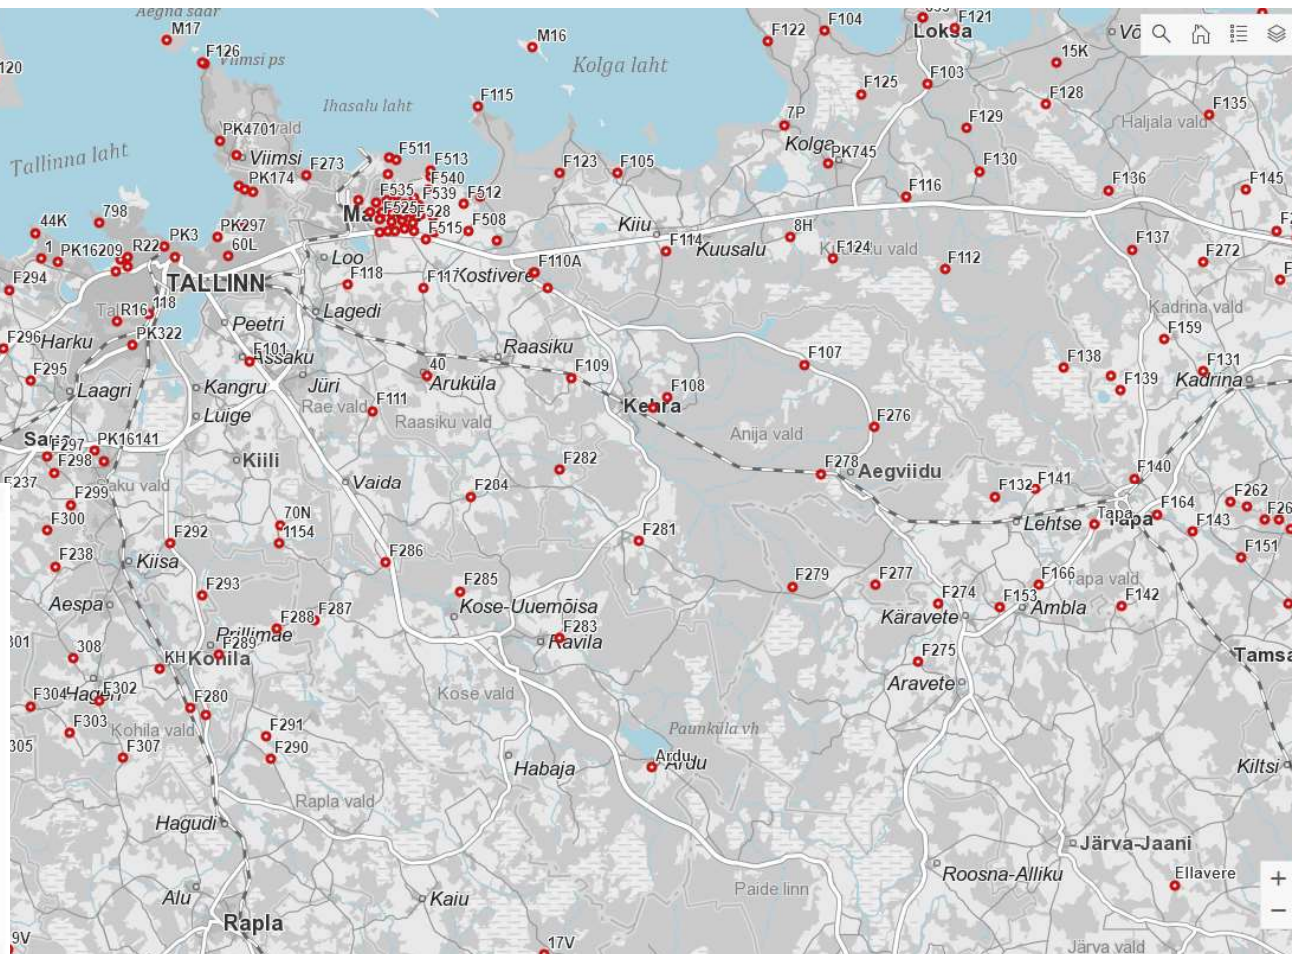 Aegna saar
M17
F126
Viimsi ps
M16
Kolga laht
F122
F104
F121
Loksa
15K
120
F115
Ihasalu laht
F125
F103
F128
F135
Haljala vald
7P
F129
PK4701
Viimsi
F511
F513
Tallinna laht
Kolga
PK745
F130
F273
F540
F123
F105
PK174
F535
F539
F512
F116
F136
F145
44K
798
F525
F528
F515
F508
Kiiu
8H
PK297
PK3
R22
60L
1
PK16209
Loo
F114
Kuusalu
F124
F137
F272
F112
F294
TALLINN
F118
F117
Kostivere
F110A
R16
118
Lagedi
Kadrina vald
Peetri
F296
Harku
PK322
F159
F101
Assaku
Raasiku
F107
F138
F131
F295
Laagri
Kangru
Jüri
40
Aruküla
F109
F139
Kadrina
F108
Kehra
Luige
Rae vald
F111
Raasiku vald
F276
Anija vald
PK16141
F297
F298
Kiili
F282
F278
Aegviidu
F237
F140
Vaida
F284
F132
F141
F299
F262
F300
70N
1154
Lehtse
Tapa
Tapa
F164
F143
F292
F281
F151
F238
Kiisa
F286
F293
F285
F279
F277
F166
Aespa
Kose-Uuemõisa
F274
F153
Ambla
F142
F288
F287
Käravete
F283
Ravila
301
Prillimäe
308
KH
F289
Kohila
F275
Hageri
F304
F302
F280
Kose vald
Aravete
F303
Kohila vald
F291
Paunküla vh
305
F307
F290
Ardu
Ardu
Habaja
Kiltsi
Rapla vald
Hagudi
Järva-Jaani
Roosna-Alliku
Ellavere
Alu
Kaiu
Paide linn
Rapla
9V
17V
Järva vald